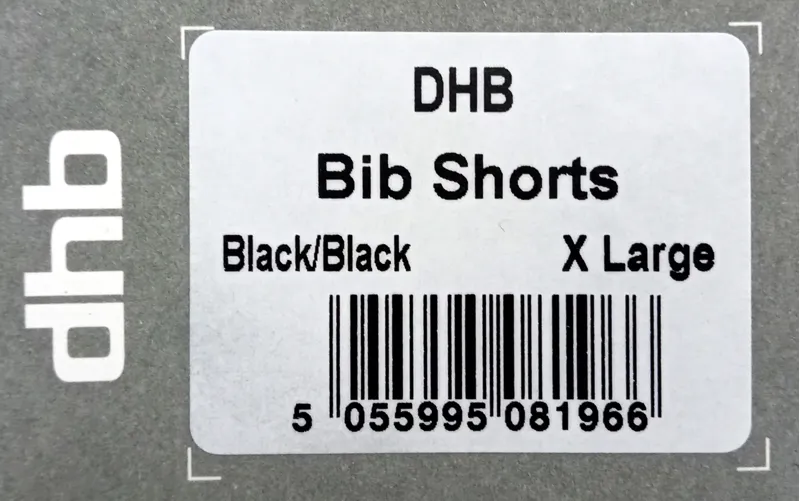 dhb
DHB
Bib Shorts
Black/Black X Large
5 055995 081966